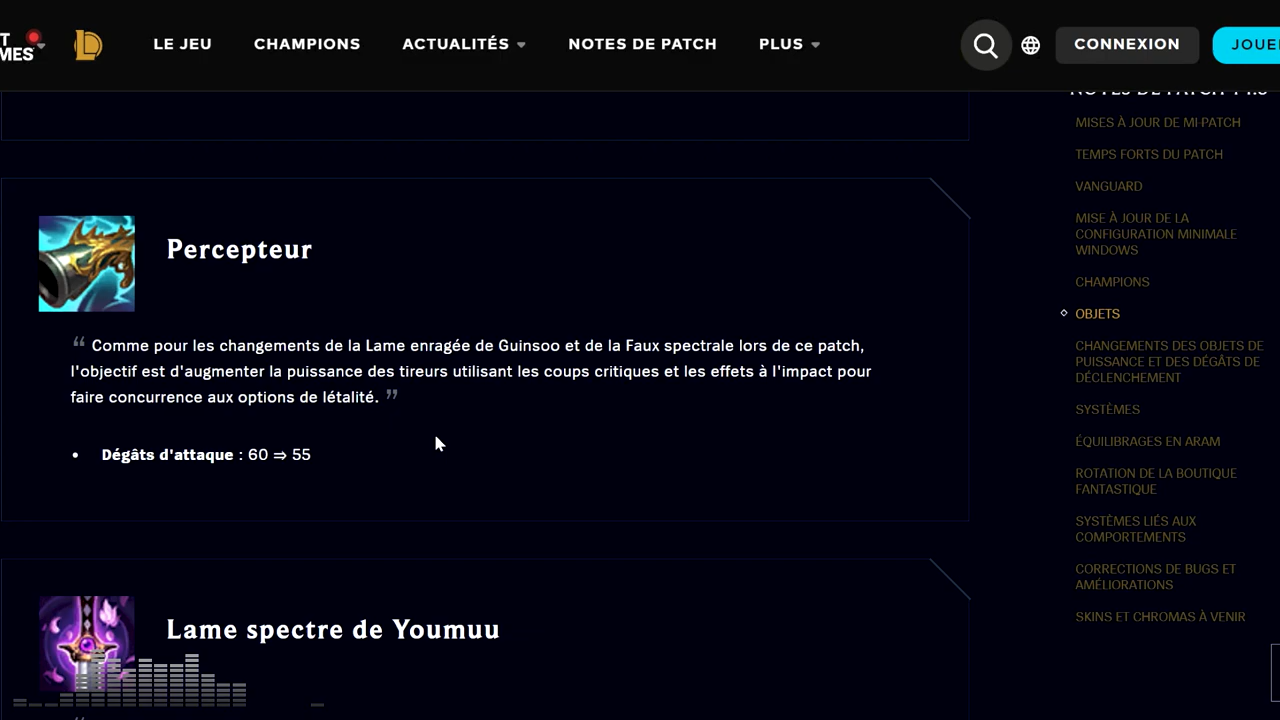 LE JEU
CHAMPIONS
ACTUALITÉS
NOTES DE PATCH
PLUS
CONNEXION
Percepteur
“ Comme pour les changements de la Lame enragée de Guinsoo et de la Faux spectrale lors de ce patch,
l'objectif est d'augmenter la puissance des tireurs utilisant les coups critiques et les effets à l'impact pour
faire concurrence aux options de létalité. ”
• Dégâts d'attaque : 60 ⇒ 55
Lame spectre de Youmuu
NOTES DE PATCH
MISES À JOUR DE MI-PATCH
TEMPS FORTS DU PATCH
VANGUARD
MISE À JOUR DE LA
CONFIGURATION MINIMALE
WINDOWS
CHAMPIONS
OBJETS
CHANGEMENTS DES OBJETS DE
PUISSANCE ET DES DÉGÂTS DE
DÉCLENCHEMENT
SYSTÈMES
ÉQUILIBRAGES EN ARAM
ROTATION DE LA BOUTIQUE
FANTASTIQUE
SYSTÈMES LIÉS AUX
COMPORTEMENTS
CORRECTIONS DE BUGS ET
AMÉLIORATIONS
SKINS ET CHROMAS À VENIR